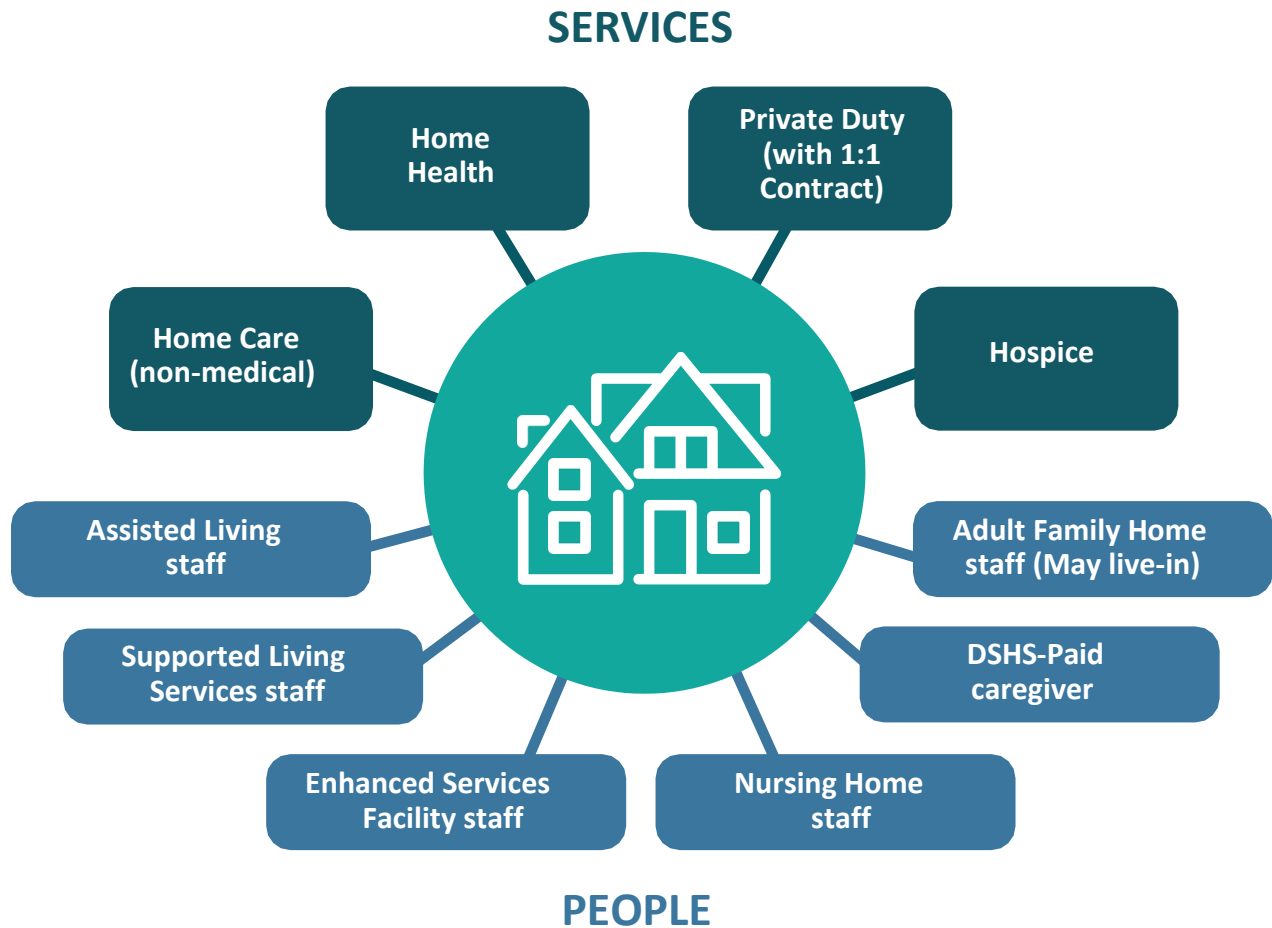 SERVICES
Home
Health
Private Duty
(with 1:1
Contract)
Home Care
(non-medical)
Hospice
Assisted Living
staff
Adult Family Home
staff (May live-in)
Supported Living
Services staff
DSHS-Paid
caregiver
Enhanced Services
Facility staff
Nursing Home
staff
PEOPLE